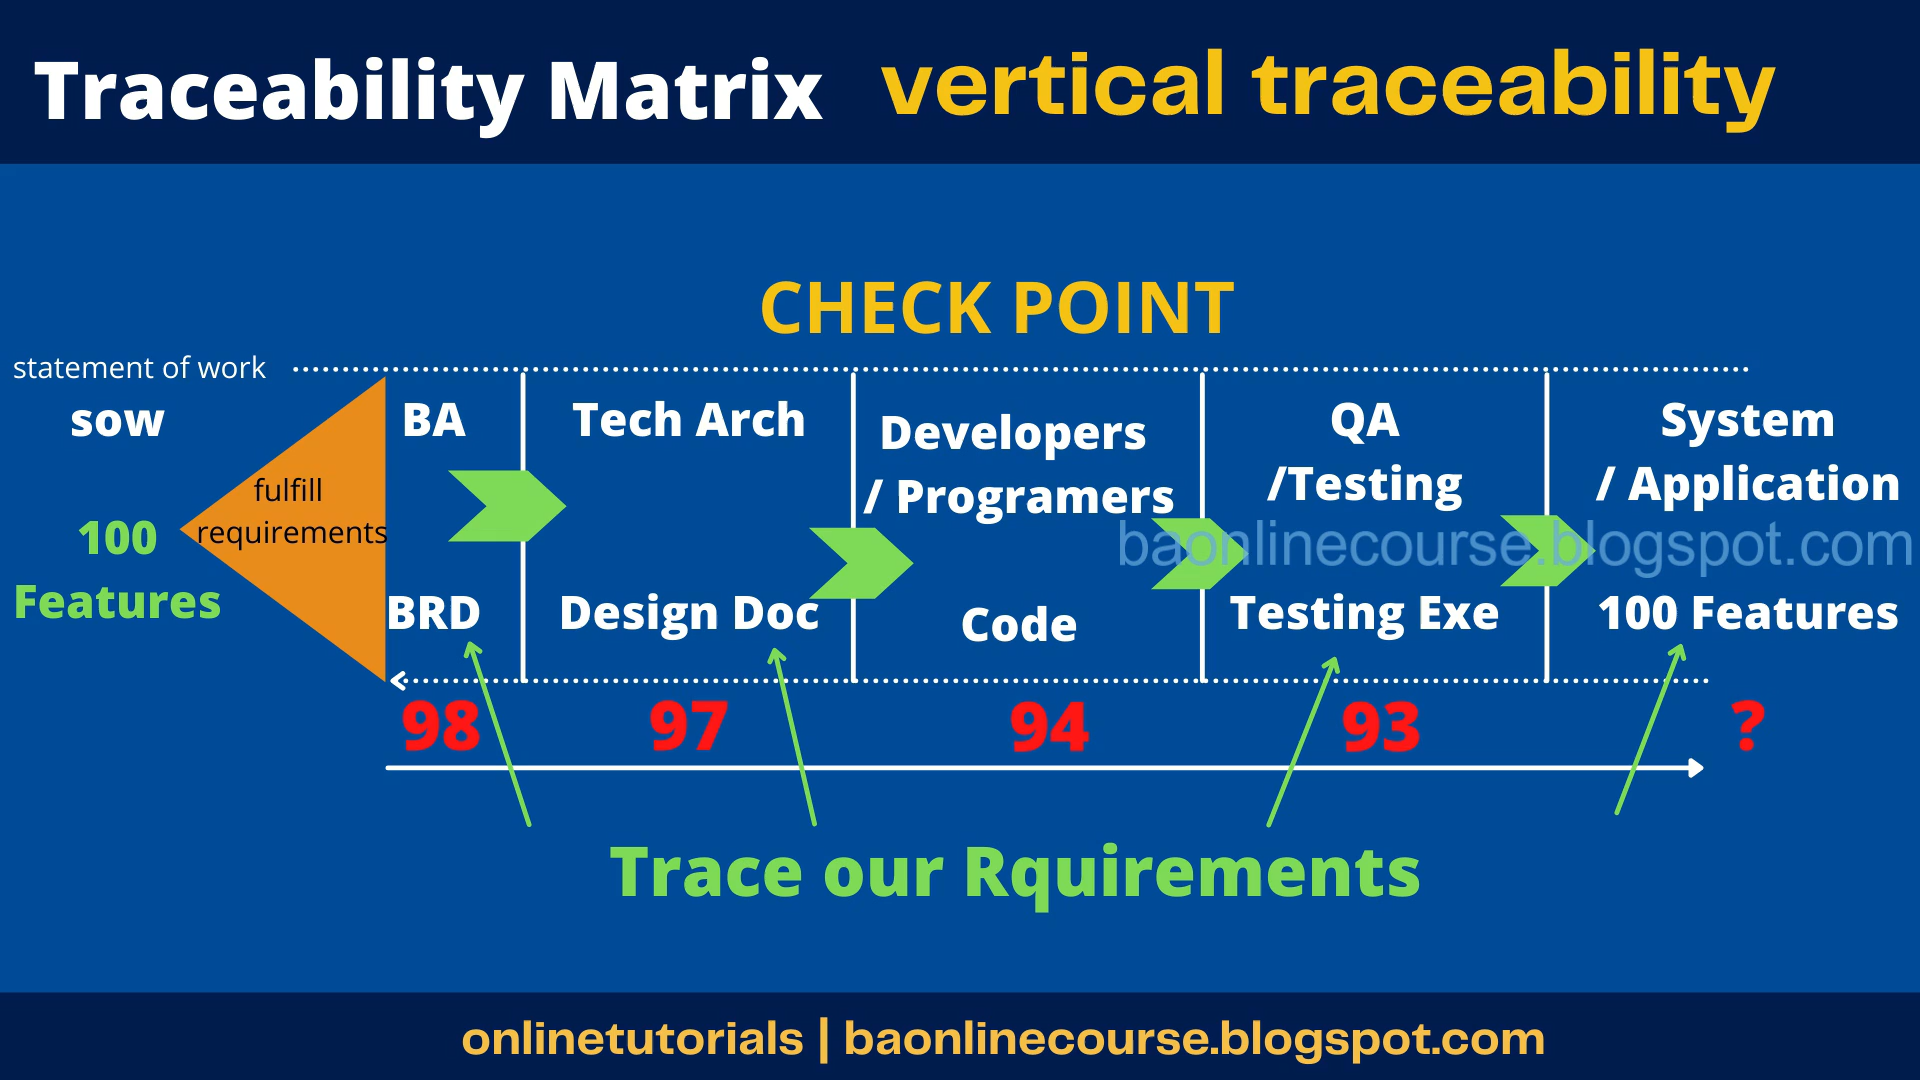 Traceability Matrix vertical traceability
CHECK POINT
statement of work
sow
100
Features
fulfill
requirements
BA
BRD
Tech Arch
Design Doc
Developers
/ Programers
Code
QA
/Testing
Testing Exe
System
/ Application
100 Features
baonlinecourse.blogspot.com
98 97 94 93 ?
Trace our Rquirements
onlinetutorials | baonlinecourse.blogspot.com